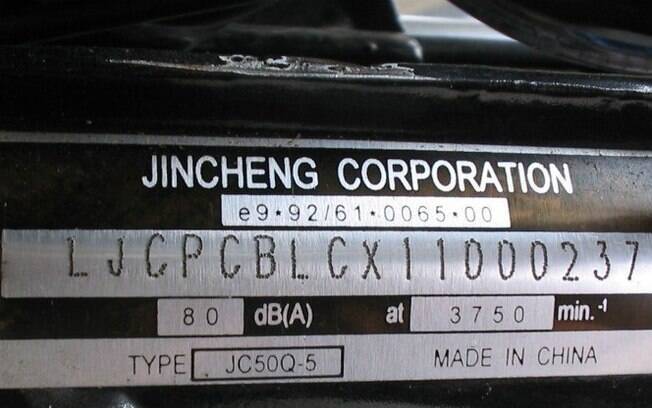 JINCHENG CORPORATION
e9*92/61*0065*00
LJCPCBLCX11000237
80 dB(A) at 3750 min.-1
TYPE JC50Q-5 MADE IN CHINA